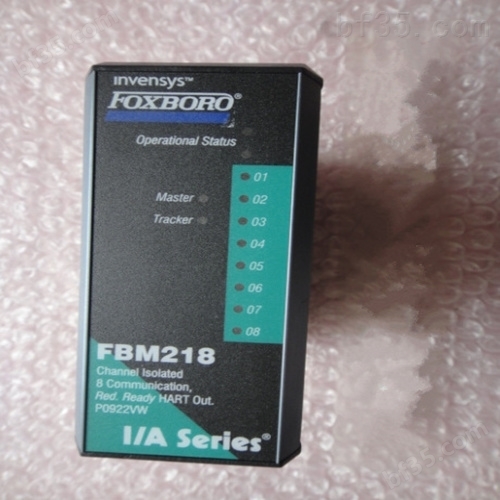 invensys™
FOXBORO®
Operational Status
01
Master 02
Tracker 03
04
05
06
07
08
FBM218
Channel Isolated
8 Communication,
Red. Ready HART Out.
P0922VW
I/A Series®